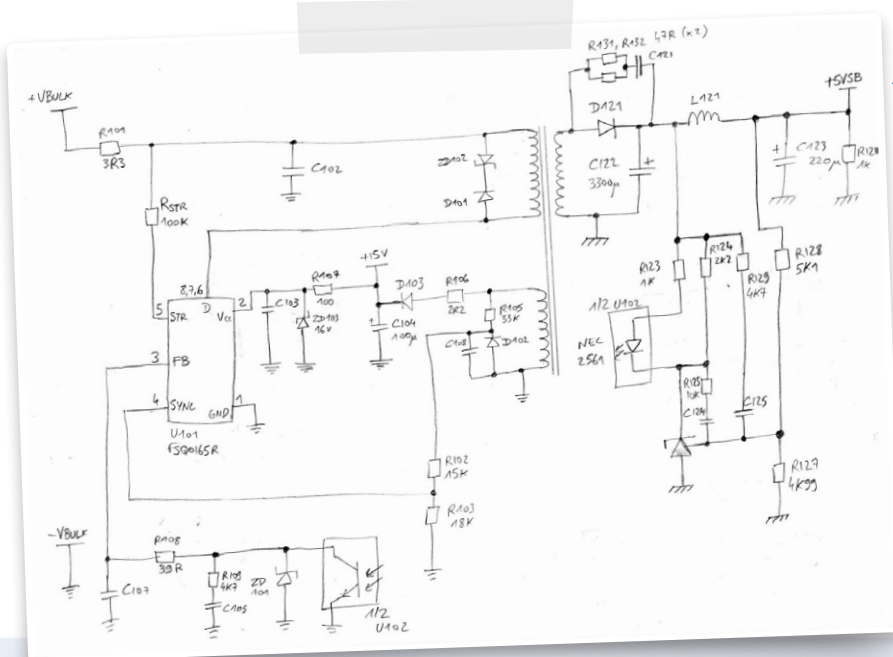 R131, R132 47R (x2)
C121
+VBULK
+5VSB
R101
3R3
D121
L121
C102
ZD102
D101
C122
3300µ
C123
220µ
1k
RSTR
100K
8,7,6
D
+15V
5
STR
VCC
2
R107
100
D103
R106
2R2
R105
33K
C103
ZD103
16V
C104
100µ
D102
R123
1K
R124
2K2
R129
4K7
R128
5K1
1/2 U102
NEC
2561
3
FB
4
SYNC
GND
1
U101
FSQ0165R
R125
10K
C124
C125
R102
15K
R103
18K
R127
4K99
-VBULK
R108
39R
C107
R109
4K7
ZD
101
1/2
U102